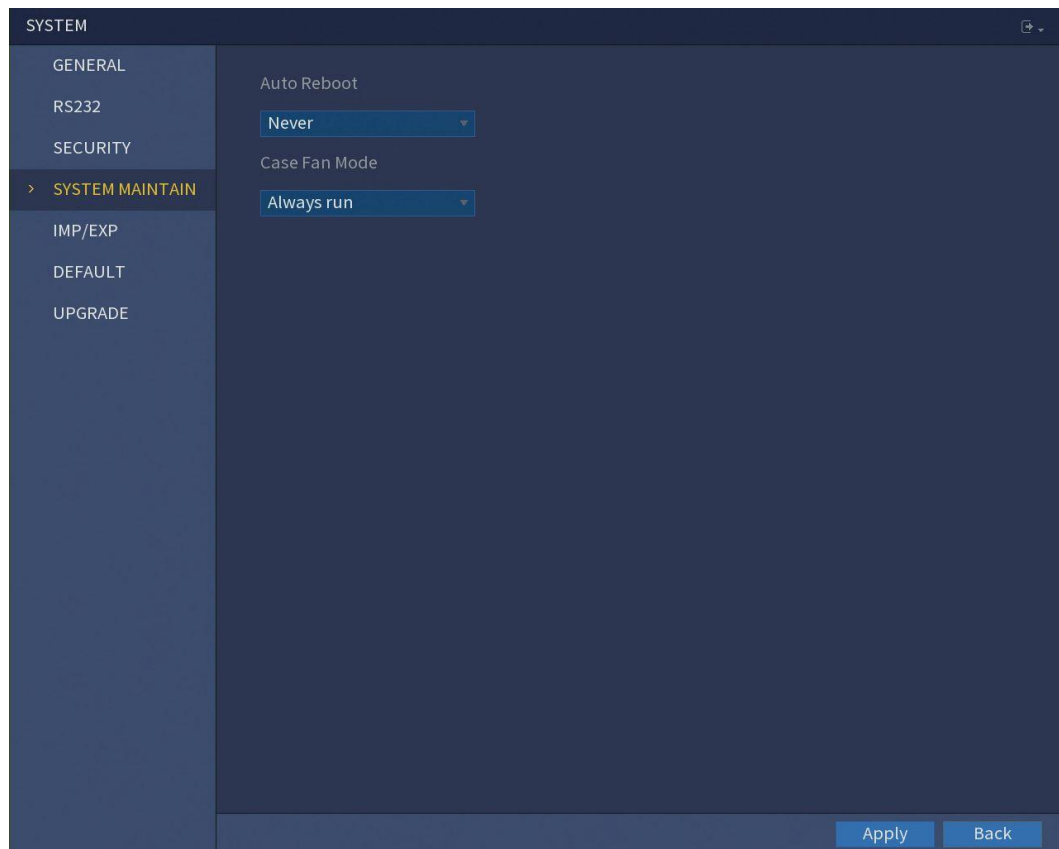 SYSTEM
GENERAL
RS232
SECURITY
> SYSTEM MAINTAIN
IMP/EXP
DEFAULT
UPGRADE
Auto Reboot
Never
Case Fan Mode
Always run
Apply
Back